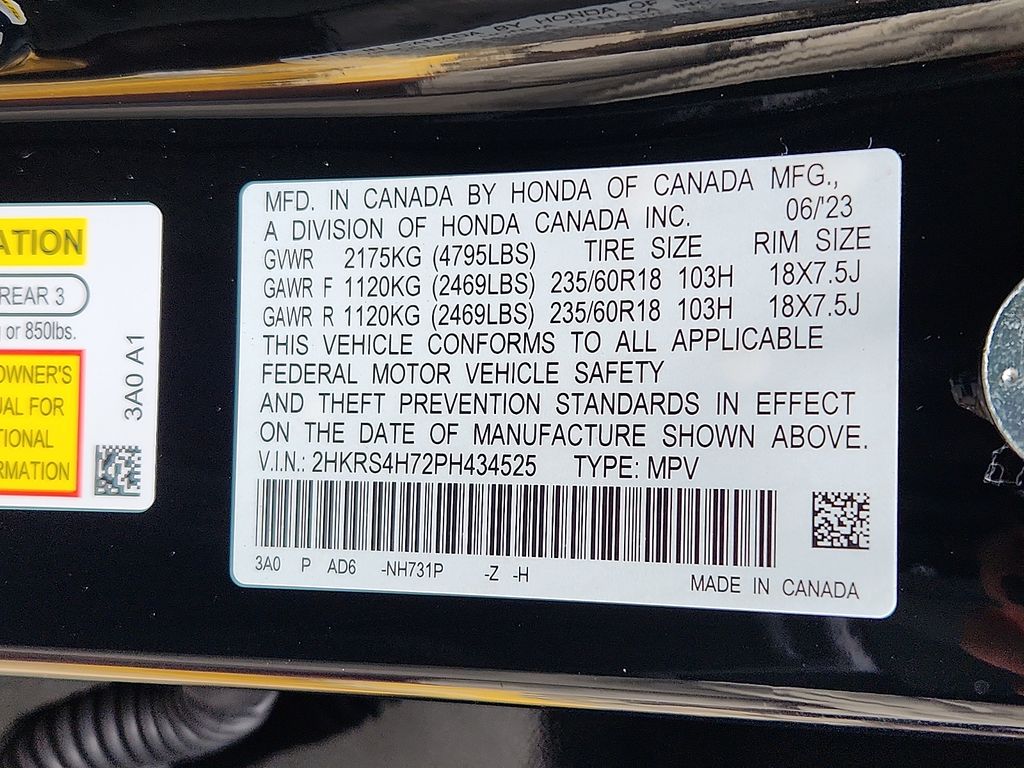 MFD. IN CANADA BY HONDA OF CANADA MFG.,
A DIVISION OF HONDA CANADA INC. 06/'23
GVWR 2175KG (4795LBS) TIRE SIZE RIM SIZE
GAWR F 1120KG (2469LBS) 235/60R18 103H 18X7.5J
GAWR R 1120KG (2469LBS) 235/60R18 103H 18X7.5J
THIS VEHICLE CONFORMS TO ALL APPLICABLE
FEDERAL MOTOR VEHICLE SAFETY
AND THEFT PREVENTION STANDARDS IN EFFECT
ON THE DATE OF MANUFACTURE SHOWN ABOVE.
V.I.N.: 2HKRS4H72PH434525 TYPE: MPV
3A0 P AD6 -NH731P -Z -H
MADE IN CANADA
ATION
REAR 3
or 850lbs.
OWNER'S
UAL FOR
TIONAL
RMATION
3A0 A1